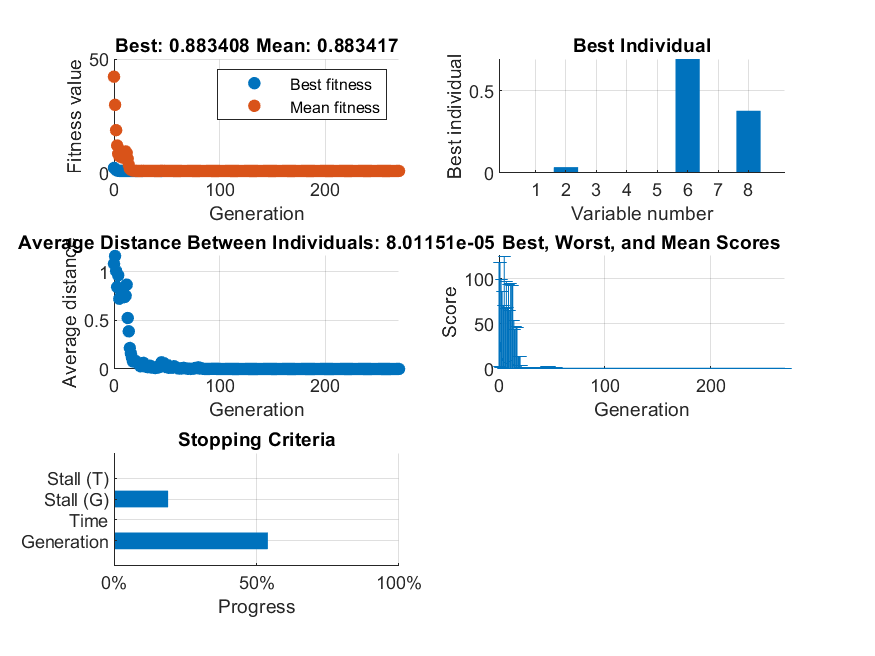 Best: 0.883408 Mean: 0.883417
Fitness value
50
0
Best fitness
Mean fitness
0 100 200
Generation
Best Individual
Best individual
0.5
0
1 2 3 4 5 6 7 8
Variable number
Average Distance Between Individuals: 8.01151e-05
Average distance
1
0.5
0
0 100 200
Generation
Best, Worst, and Mean Scores
Score
100
50
0
0 100 200
Generation
Stopping Criteria
Stall (T)
Stall (G)
Time
Generation
0% 50% 100%
Progress